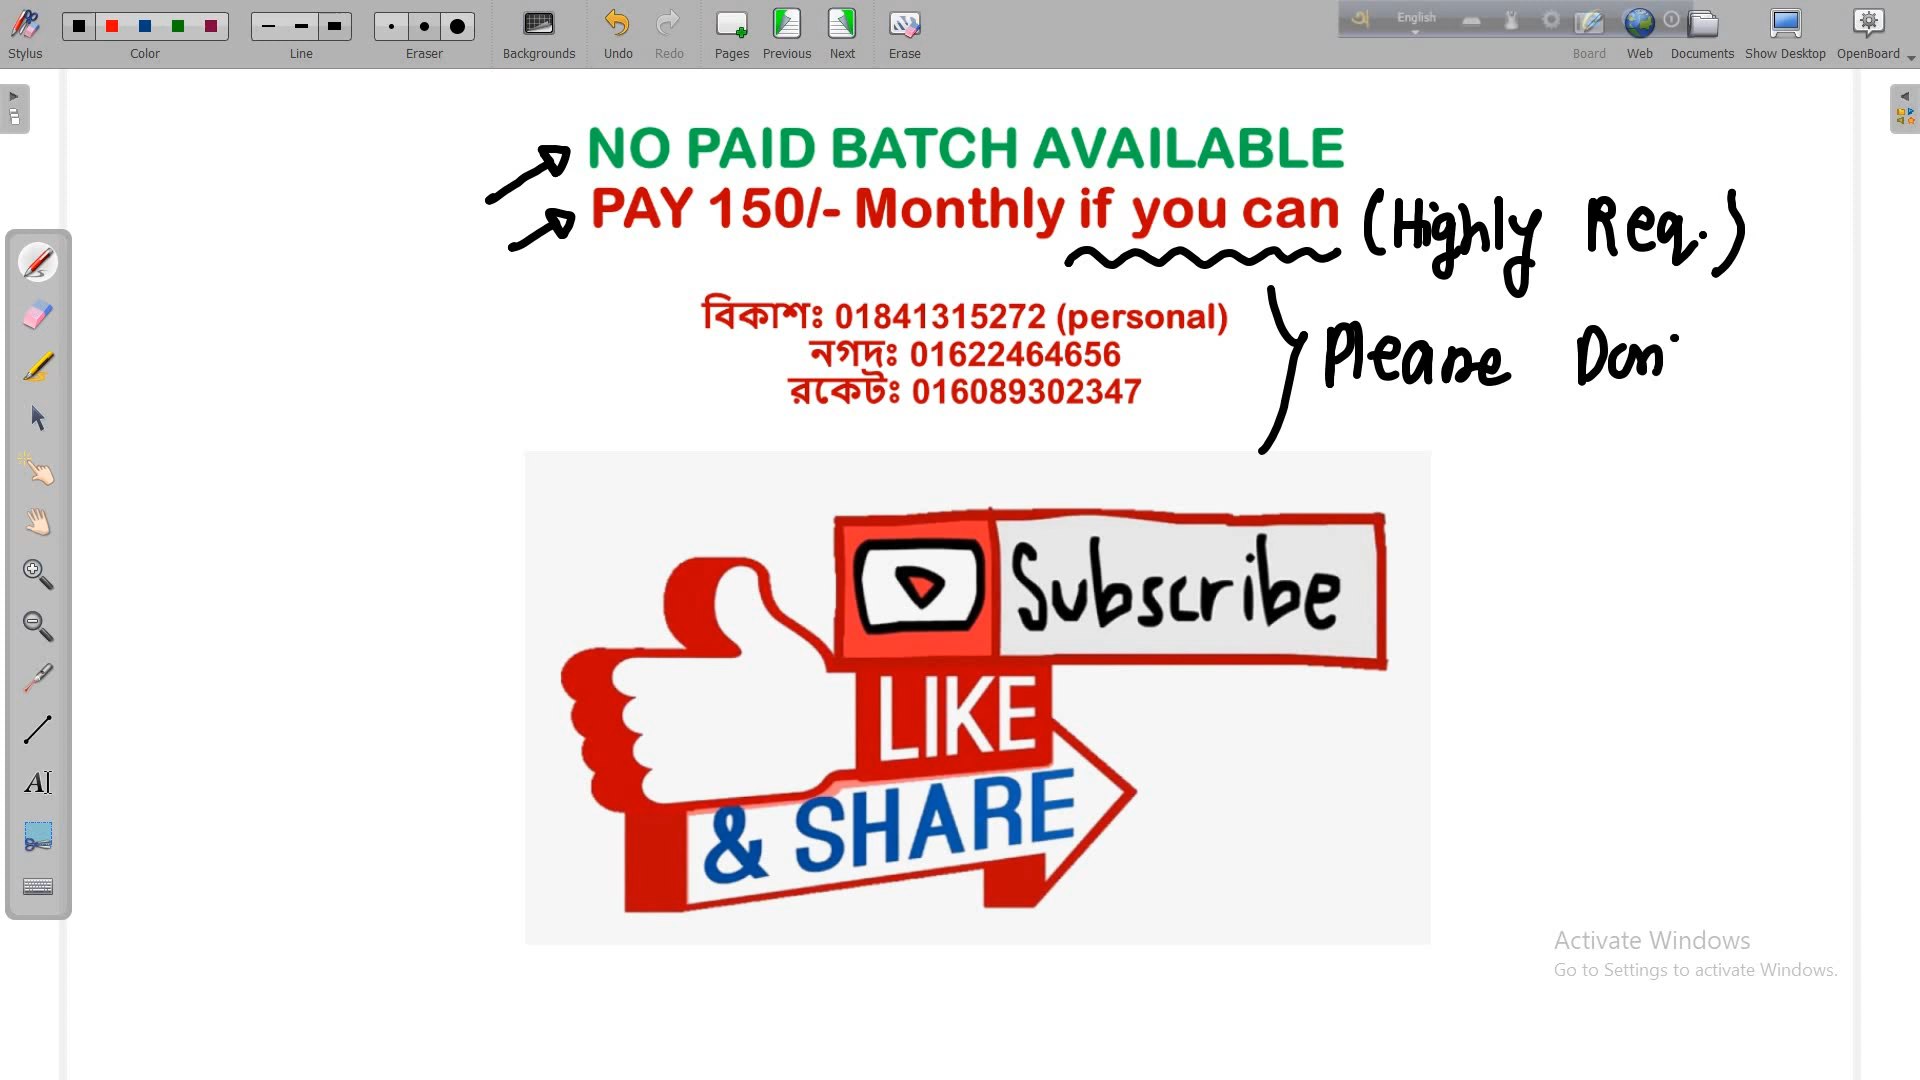 Stylus Color Line Eraser Backgrounds Undo Redo Pages Previous Next Erase Board Web Documents Show Desktop OpenBoard
English
NO PAID BATCH AVAILABLE
PAY 150/- Monthly if you can (Highly Req.)
বিকাশঃ 01841315272 (personal)
নগদঃ 01622464656
রকেটঃ 016089302347
Please Don
Subscribe
LIKE
& SHARE
Activate Windows
Go to Settings to activate Windows.